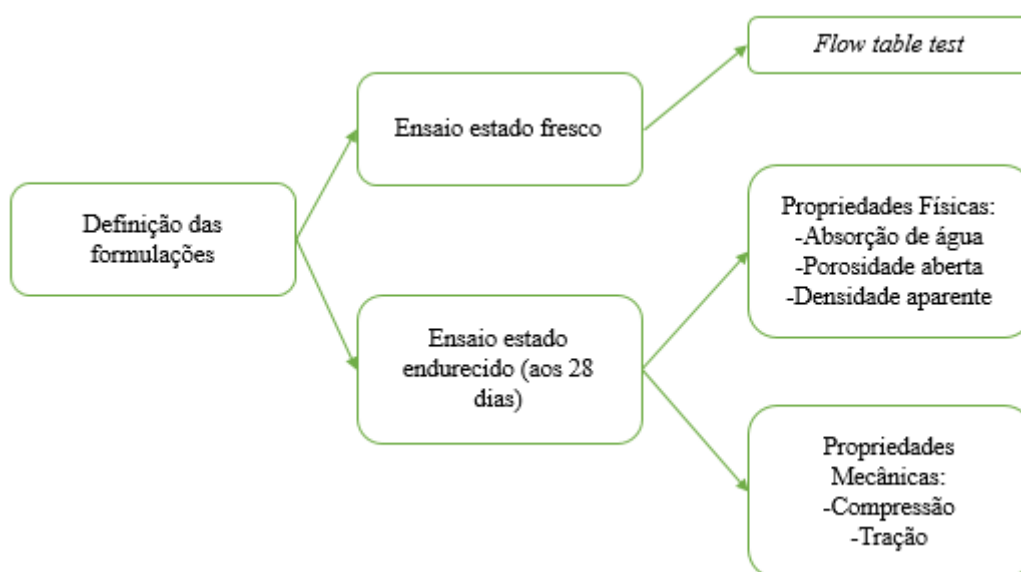 Definição das
formulações
Ensaio estado fresco
Ensaio estado
endurecido (aos 28
dias)
Flow table test
Propriedades Físicas:
-Absorção de água
-Porosidade aberta
-Densidade aparente
Propriedades
Mecânicas:
-Compressão
-Tração